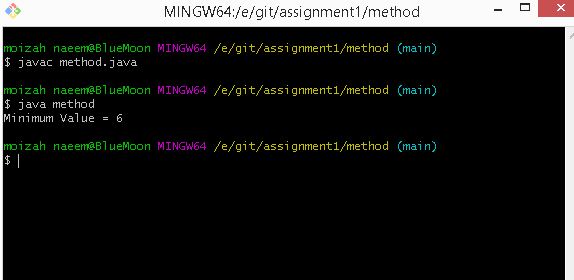 MINGW64:/e/git/assignment1/method
moizah naeem@BlueMoon MINGW64 /e/git/assignment1/method (main)
$ javac method.java
moizah naeem@BlueMoon MINGW64 /e/git/assignment1/method (main)
$ java method
Minimum Value = 6
moizah naeem@BlueMoon MINGW64 /e/git/assignment1/method (main)
$